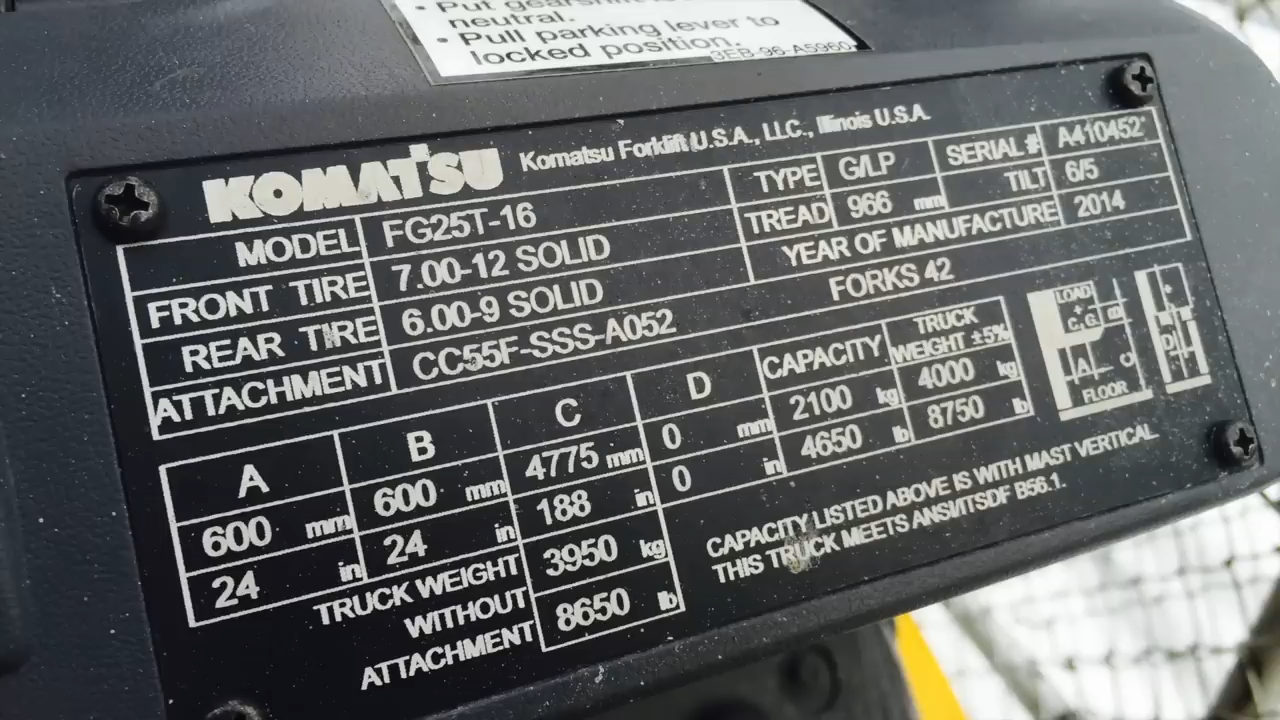 • Put gearshift
neutral.
• Pull parking lever to
locked position.
3EB-96-A5960
KOMATSU Komatsu Forklift U.S.A., LLC., Illinois U.S.A.
MODEL FG25T-16 TYPE G/LP SERIAL # A410452*
FRONT TIRE 7.00-12 SOLID TREAD 966 mm TILT 6/5
REAR TIRE 6.00-9 SOLID YEAR OF MANUFACTURE 2014
ATTACHMENT CC55F-SSS-A052 FORKS 42
A B C D CAPACITY TRUCK WEIGHT ±5%
600 mm 600 mm 4775 mm 0 mm 2100 kg 4000 kg
24 in 24 in 188 in 0 in 4650 lb 8750 lb
TRUCK WEIGHT WITHOUT ATTACHMENT 3950 kg
8650 lb
LOAD
C.G.
B
A
C
FLOOR
D
CAPACITY LISTED ABOVE IS WITH MAST VERTICAL
THIS TRUCK MEETS ANSI/ITSDF B56.1.